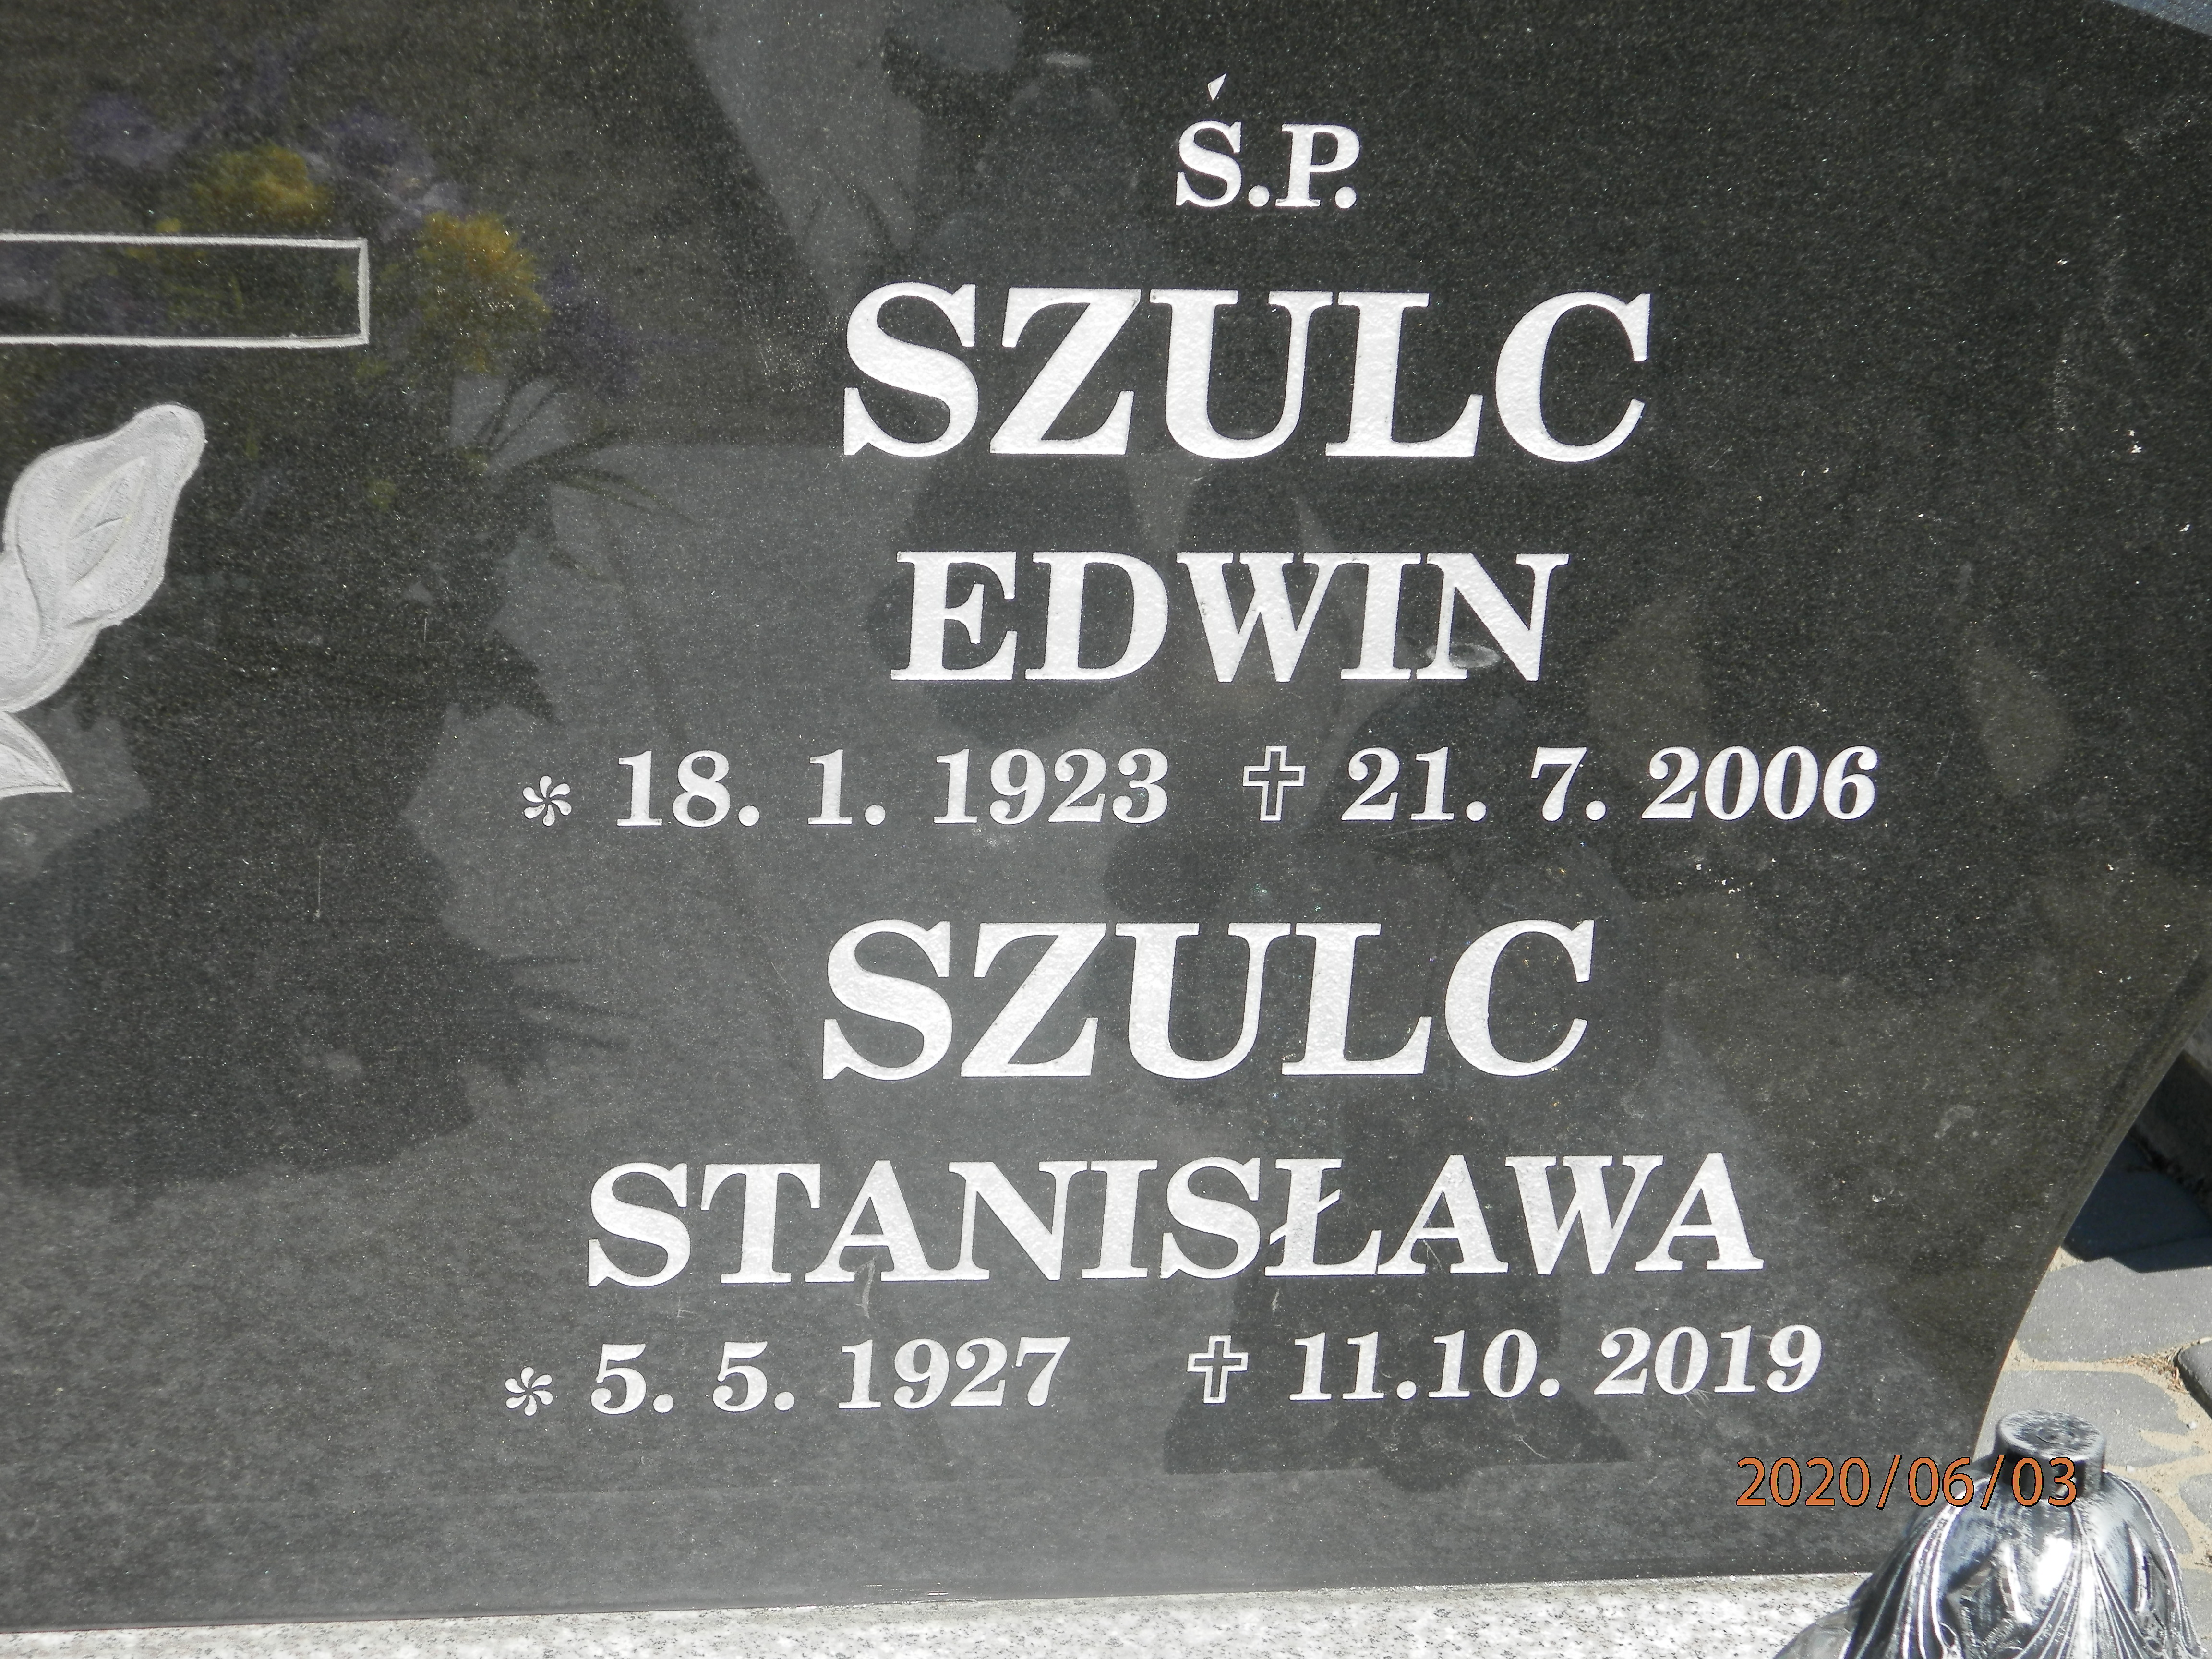 Ś.P.
SZULC
EDWIN
* 18. 1. 1923 ✝ 21. 7. 2006
SZULC
STANISŁAWA
* 5. 5. 1927 ✝ 11.10. 2019
2020/06/03